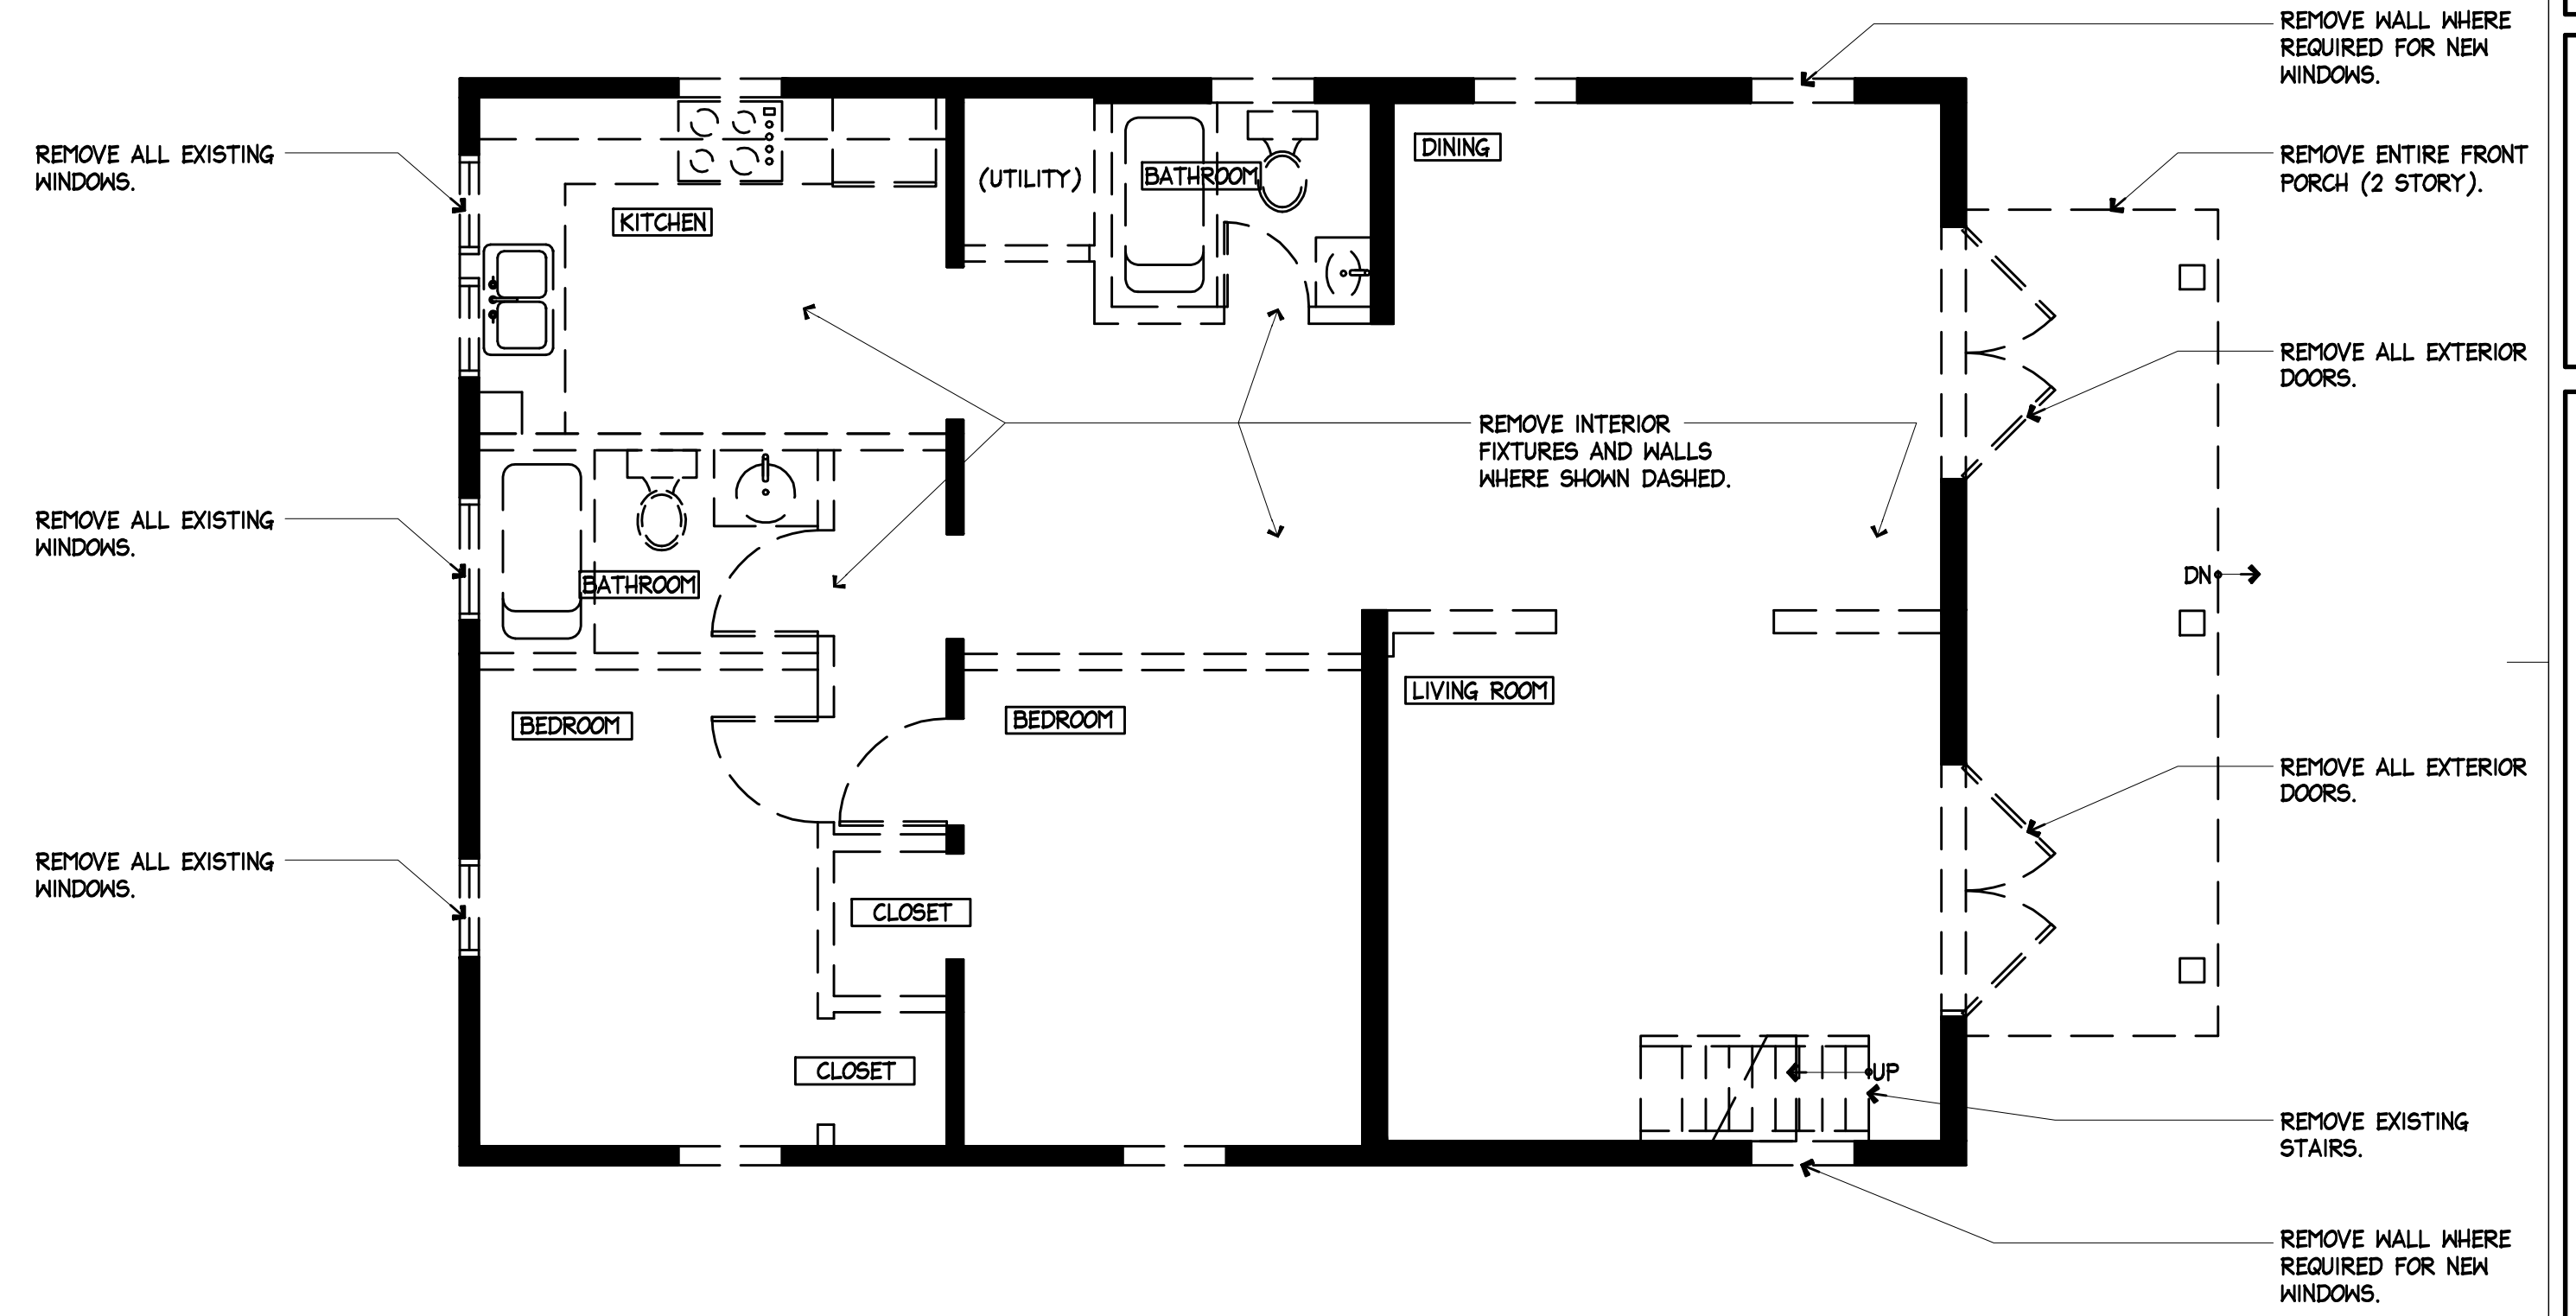 REMOVE WALL WHERE
REQUIRED FOR NEW
WINDOWS.
REMOVE ALL EXISTING
WINDOWS.
DINING
REMOVE ENTIRE FRONT
PORCH (2 STORY).
(UTILITY)
BATHROOM
KITCHEN
REMOVE ALL EXTERIOR
DOORS.
REMOVE INTERIOR
FIXTURES AND WALLS
WHERE SHOWN DASHED.
REMOVE ALL EXISTING
WINDOWS.
BATHROOM
DN
LIVING ROOM
BEDROOM
BEDROOM
REMOVE ALL EXTERIOR
DOORS.
REMOVE ALL EXISTING
WINDOWS.
CLOSET
CLOSET
UP
REMOVE EXISTING
STAIRS.
REMOVE WALL WHERE
REQUIRED FOR NEW
WINDOWS.